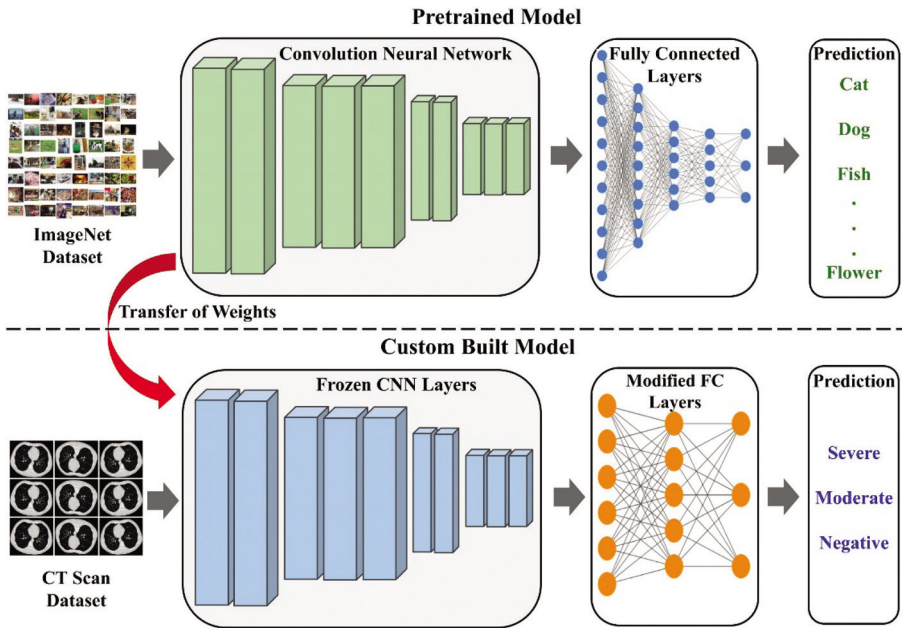 Pretrained Model
Convolution Neural Network
Fully Connected
Layers
Prediction
Cat
Dog
Fish
.
.
.
Flower
ImageNet
Dataset
Transfer of Weights
Custom Built Model
Frozen CNN Layers
Modified FC
Layers
Prediction
Severe
Moderate
Negative
CT Scan
Dataset